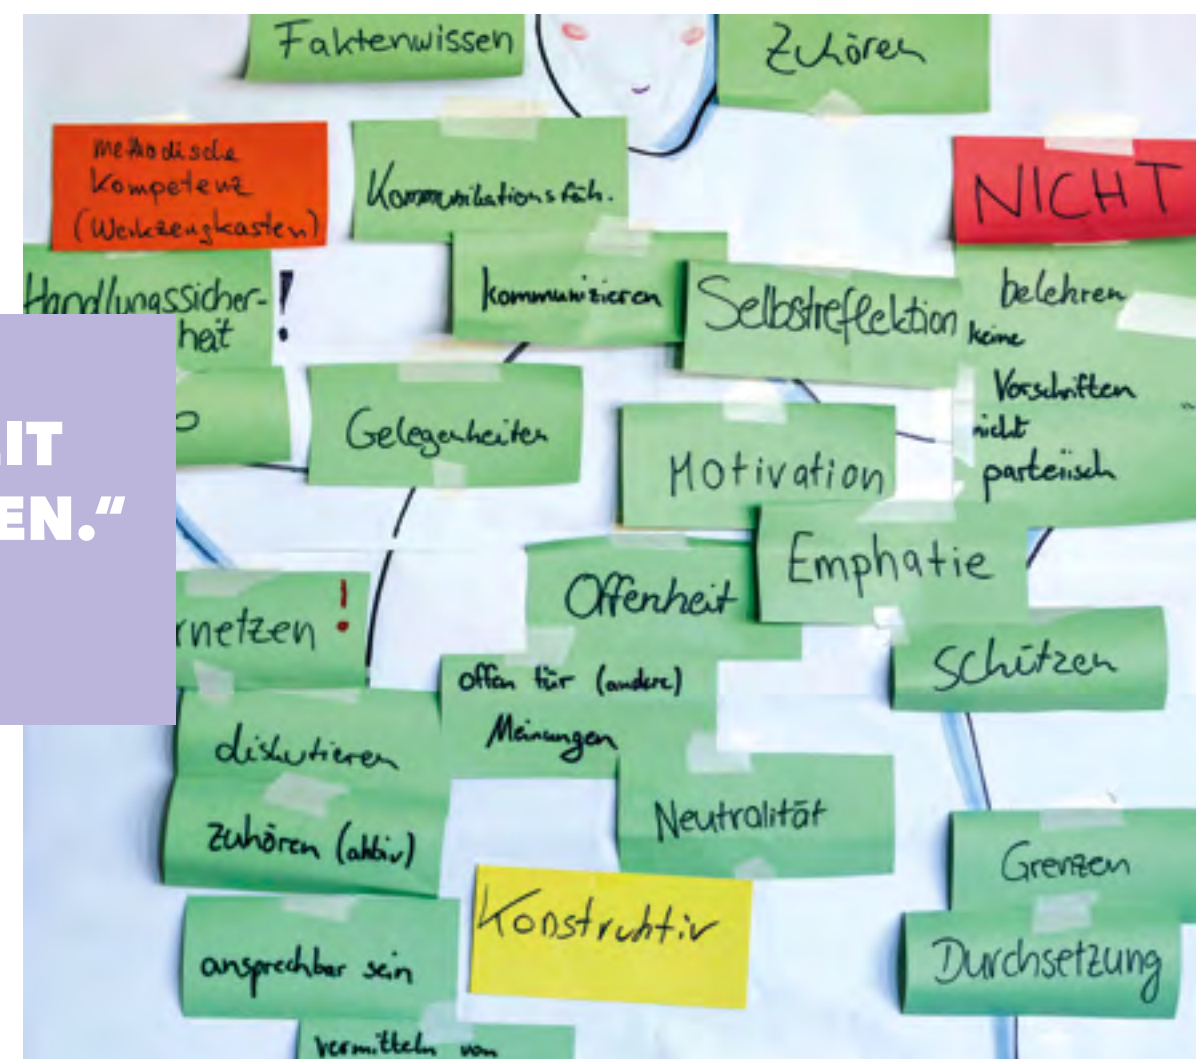 Faktenwissen
Zuhören
methodische
Kompetenz
(Werkzeugkasten)
Kommunikationsfäh.
NICHT
Handlungssicher-
heit !
kommunizieren
Selbstreflektion
belehren
keine
Vorschriften
nicht
parteiisch
Gelegenheiten
Motivation
EIT
EN.“
Emphatie
Offenheit
rnetzen !
Schützen
offen für (andere)
Meinungen
diskutieren
Neutralität
zuhören (aktiv)
Grenzen
Konstruktiv
Durchsetzung
ansprechbar sein
vermitteln von